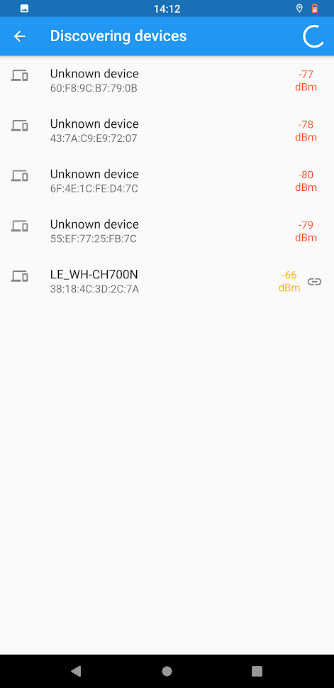 14:12
Discovering devices
Unknown device
60:F8:9C:B7:79:0B
-77
dBm
Unknown device
43:7A:C9:E9:72:07
-78
dBm
Unknown device
6F:4E:1C:FE:D4:7C
-80
dBm
Unknown device
55:EF:77:25:FB:7C
-79
dBm
LE_WH-CH700N
38:18:4C:3D:2C:7A
-66
dBm